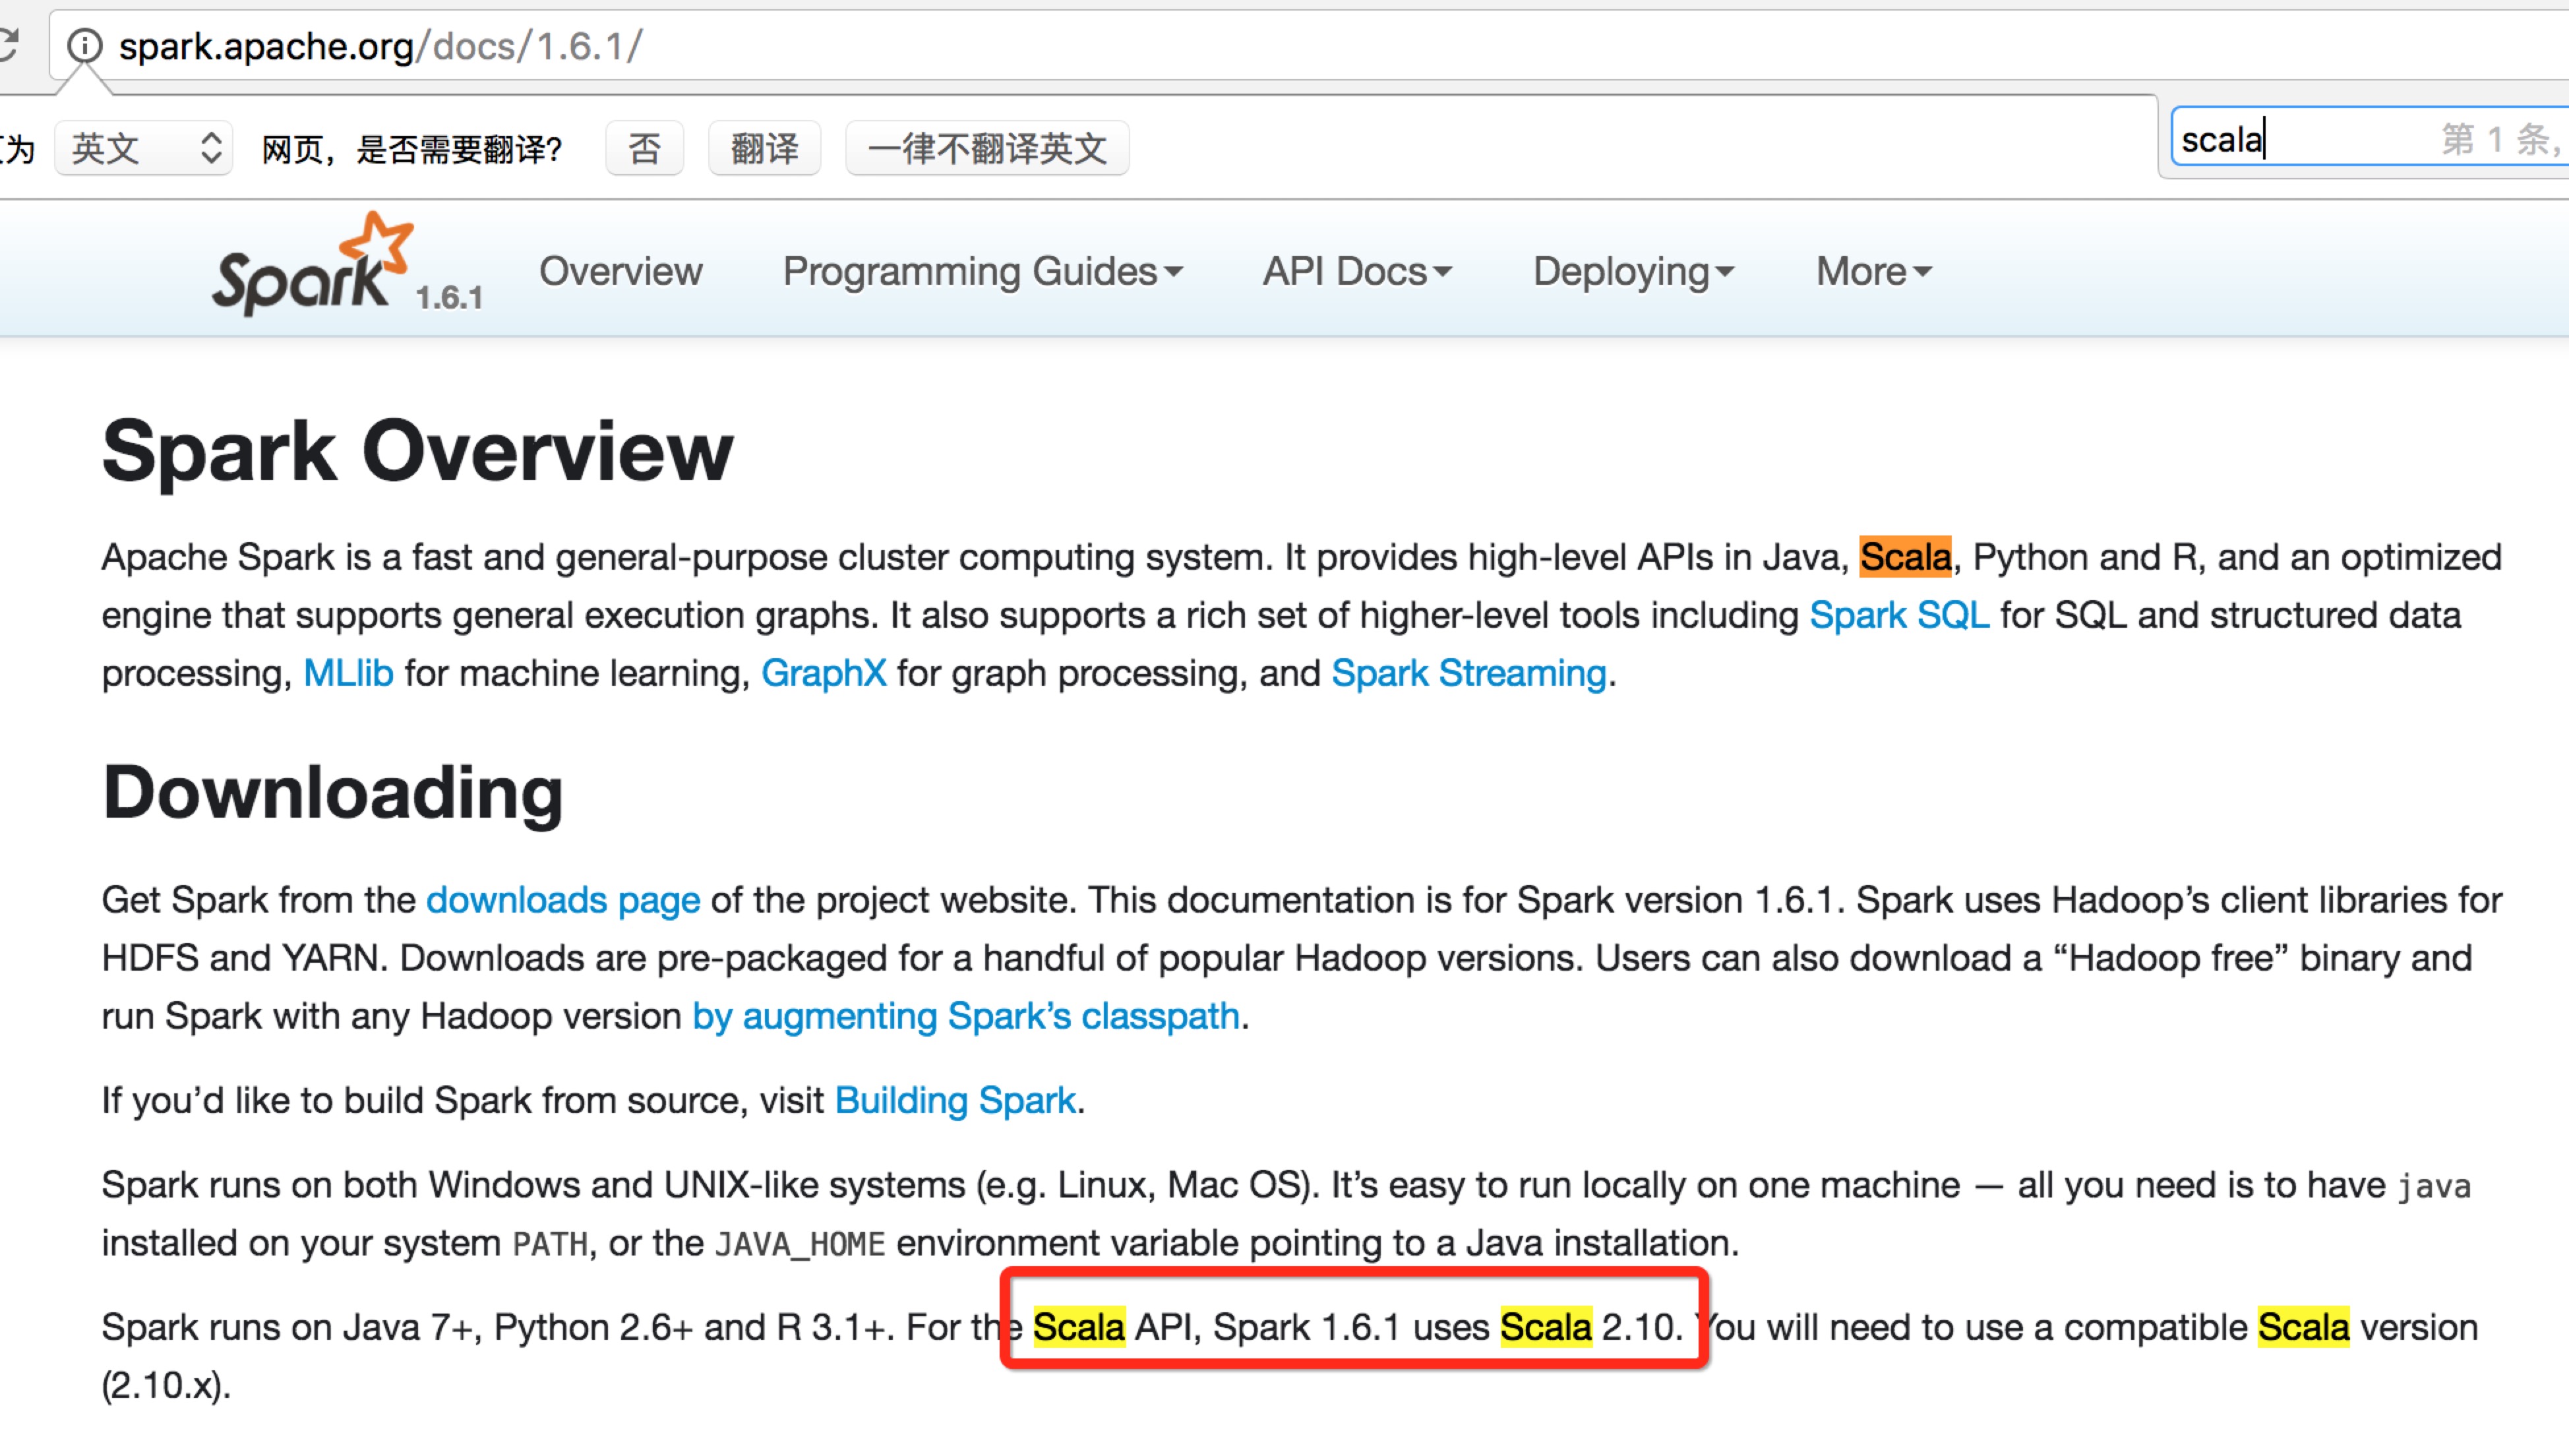 spark.apache.org/docs/1.6.1/
为 英文 网页，是否需要翻译? 否 翻译 一律不翻译英文
scala 第 1 条,
Spark 1.6.1 Overview Programming Guides API Docs Deploying More
Spark Overview
Apache Spark is a fast and general-purpose cluster computing system. It provides high-level APIs in Java, Scala, Python and R, and an optimized
engine that supports general execution graphs. It also supports a rich set of higher-level tools including Spark SQL for SQL and structured data
processing, MLlib for machine learning, GraphX for graph processing, and Spark Streaming.
Downloading
Get Spark from the downloads page of the project website. This documentation is for Spark version 1.6.1. Spark uses Hadoop’s client libraries for
HDFS and YARN. Downloads are pre-packaged for a handful of popular Hadoop versions. Users can also download a “Hadoop free” binary and
run Spark with any Hadoop version by augmenting Spark’s classpath.
If you’d like to build Spark from source, visit Building Spark.
Spark runs on both Windows and UNIX-like systems (e.g. Linux, Mac OS). It’s easy to run locally on one machine — all you need is to have java
installed on your system PATH, or the JAVA_HOME environment variable pointing to a Java installation.
Spark runs on Java 7+, Python 2.6+ and R 3.1+. For the Scala API, Spark 1.6.1 uses Scala 2.10. You will need to use a compatible Scala version
(2.10.x).